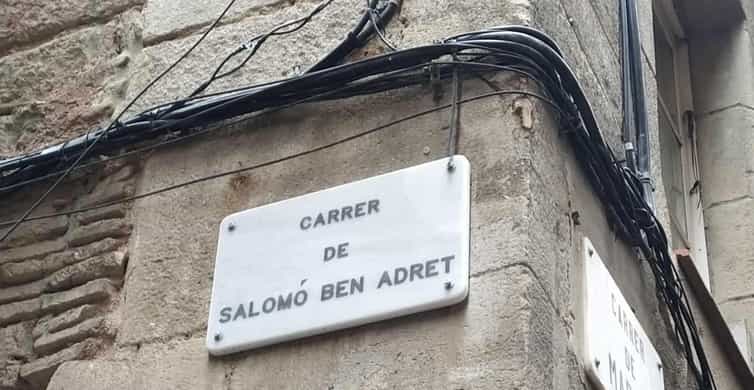 CARRER
DE
SALOMÓ BEN ADRET
CARRER
DE